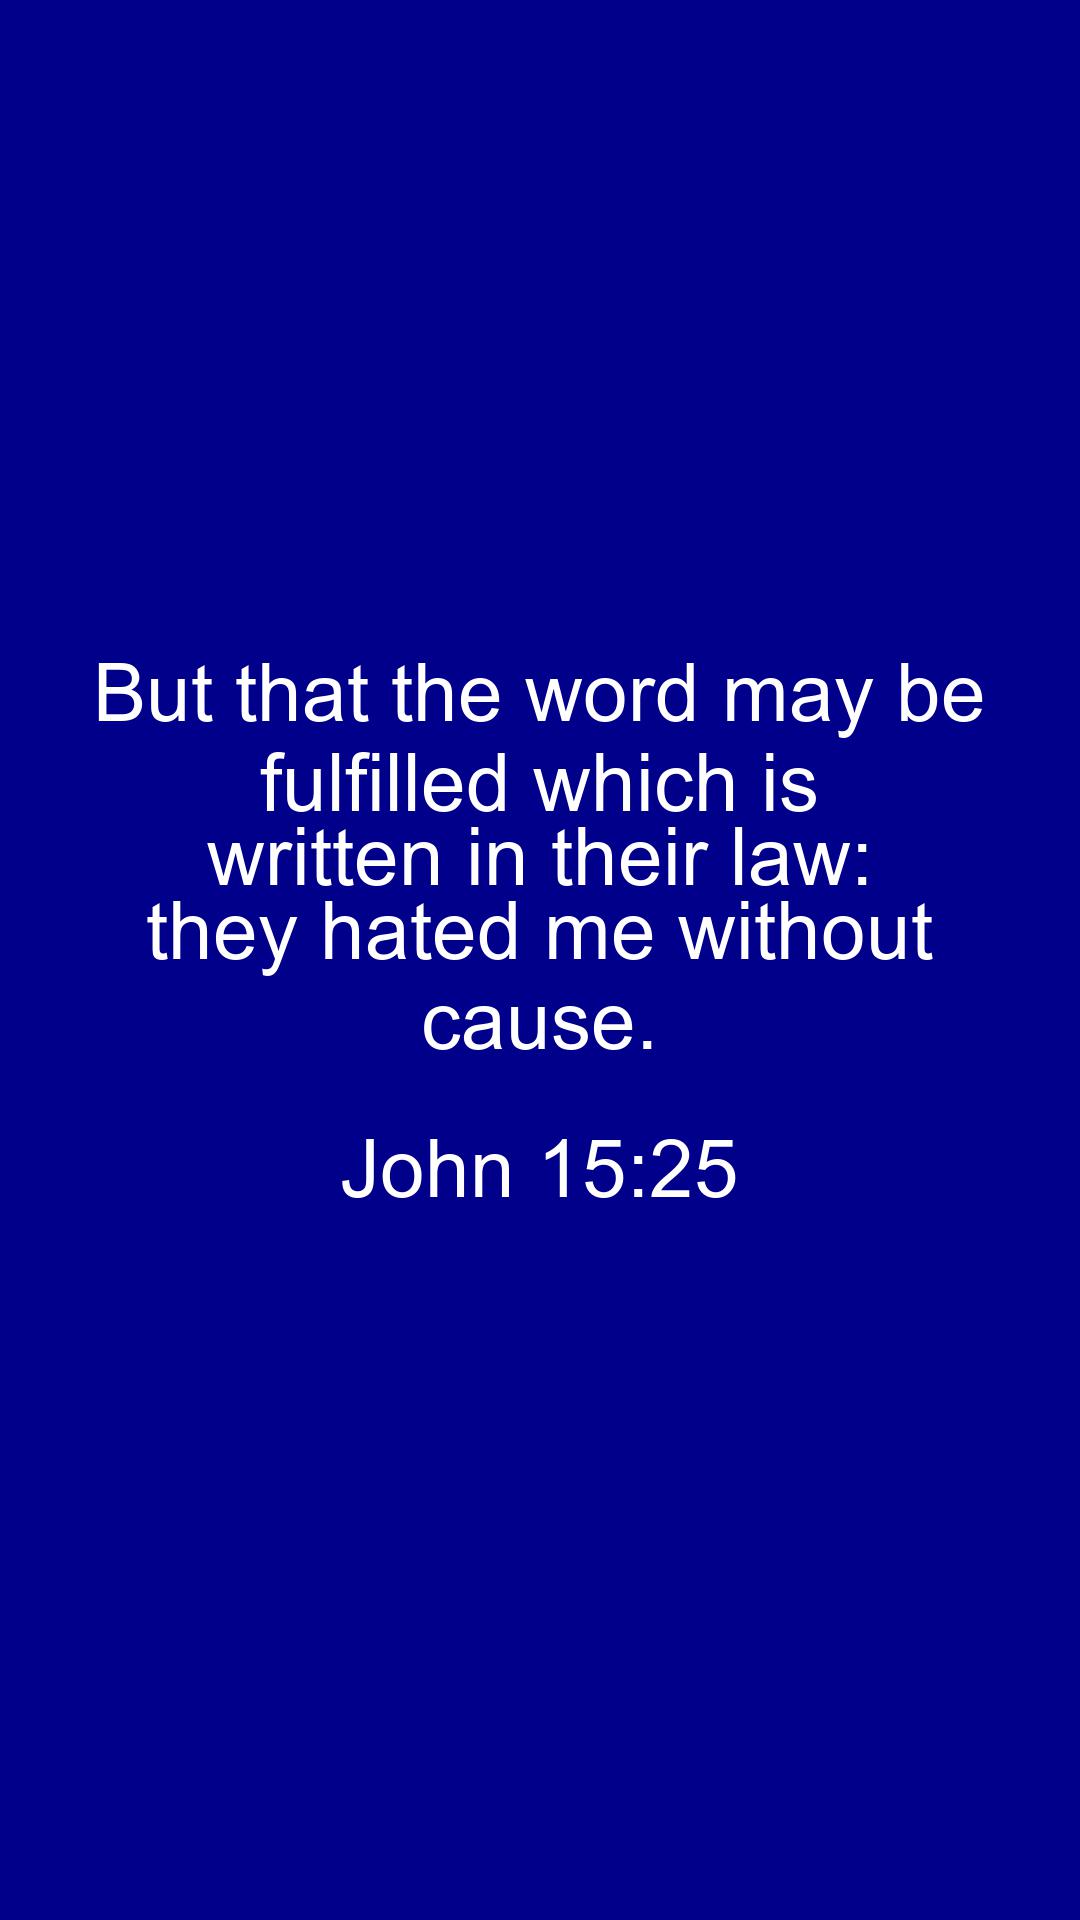 But that the word may be
fulfilled which is
written in their law:
they hated me without
cause.
John 15:25